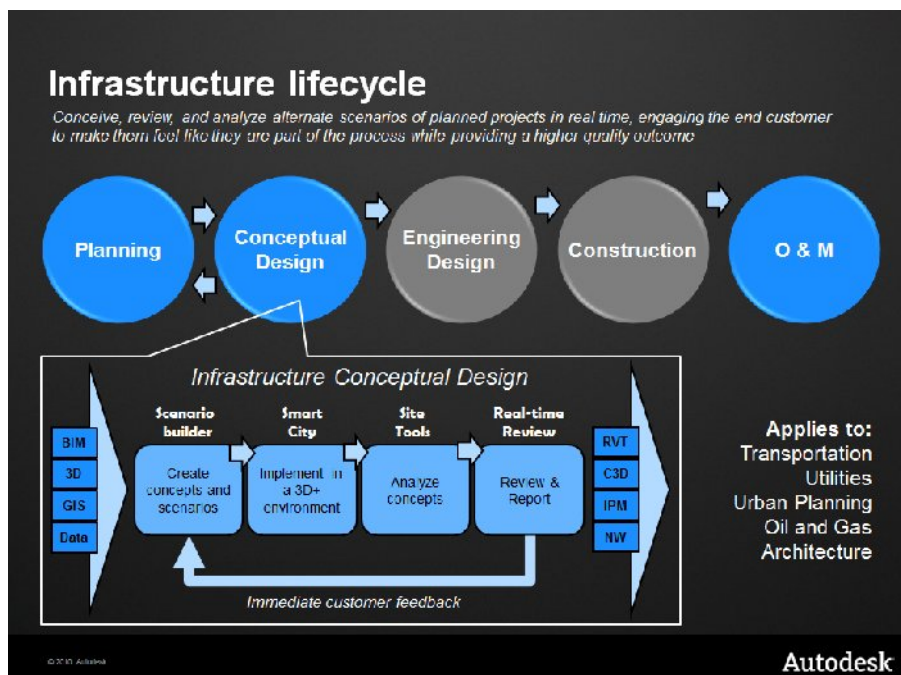 Infrastructure lifecycle
Conceive, review, and analyze alternate scenarios of planned projects in real time, engaging the end customer
to make them feel like they are part of the process while providing a higher quality outcome
Planning
Conceptual
Design
Engineering
Design
Construction
O & M
Infrastructure Conceptual Design
Scenario
builder
Smart
City
Site
Tools
Real-time
Review
BIM
3D
GIS
Data
Create
concepts and
scenarios
Implement in
a 3D+
environment
Analyze
concepts
Review &
Report
RVT
C3D
IPM
NW
Immediate customer feedback
Applies to:
Transportation
Utilities
Urban Planning
Oil and Gas
Architecture
© 2010 Autodesk
Autodesk